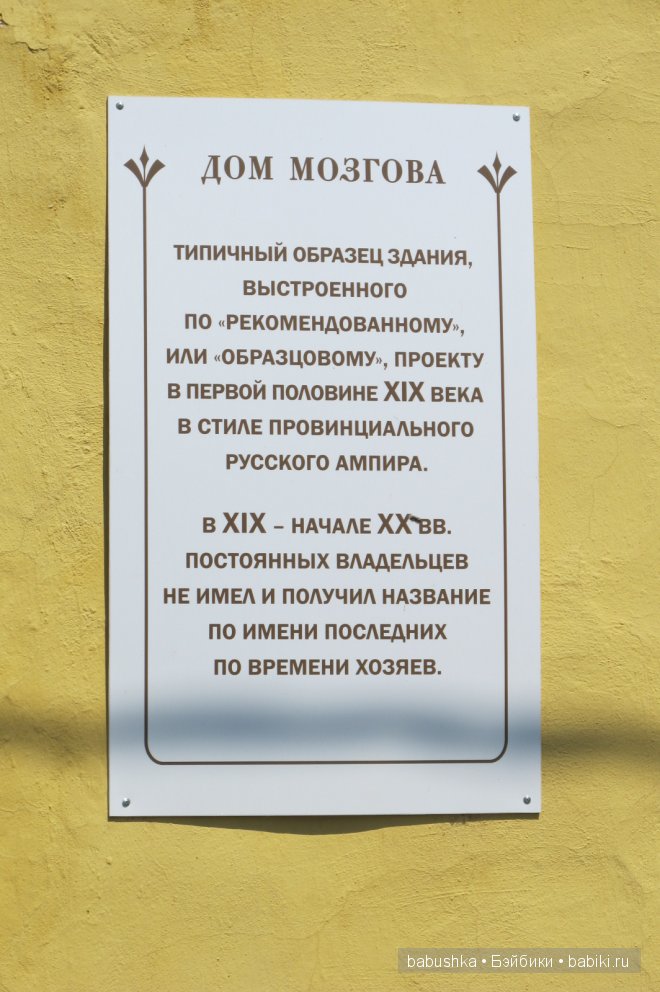 ДОМ МОЗГОВА
ТИПИЧНЫЙ ОБРАЗЕЦ ЗДАНИЯ,
ВЫСТРОЕННОГО
ПО «РЕКОМЕНДОВАННОМУ»,
ИЛИ «ОБРАЗЦОВОМУ», ПРОЕКТУ
В ПЕРВОЙ ПОЛОВИНЕ XIX ВЕКА
В СТИЛЕ ПРОВИНЦИАЛЬНОГО
РУССКОГО АМПИРА.
В XIX – НАЧАЛЕ XX ВВ.
ПОСТОЯННЫХ ВЛАДЕЛЬЦЕВ
НЕ ИМЕЛ И ПОЛУЧИЛ НАЗВАНИЕ
ПО ИМЕНИ ПОСЛЕДНИХ
ПО ВРЕМЕНИ ХОЗЯЕВ.
babushka • Бэйбики • babiki.ru